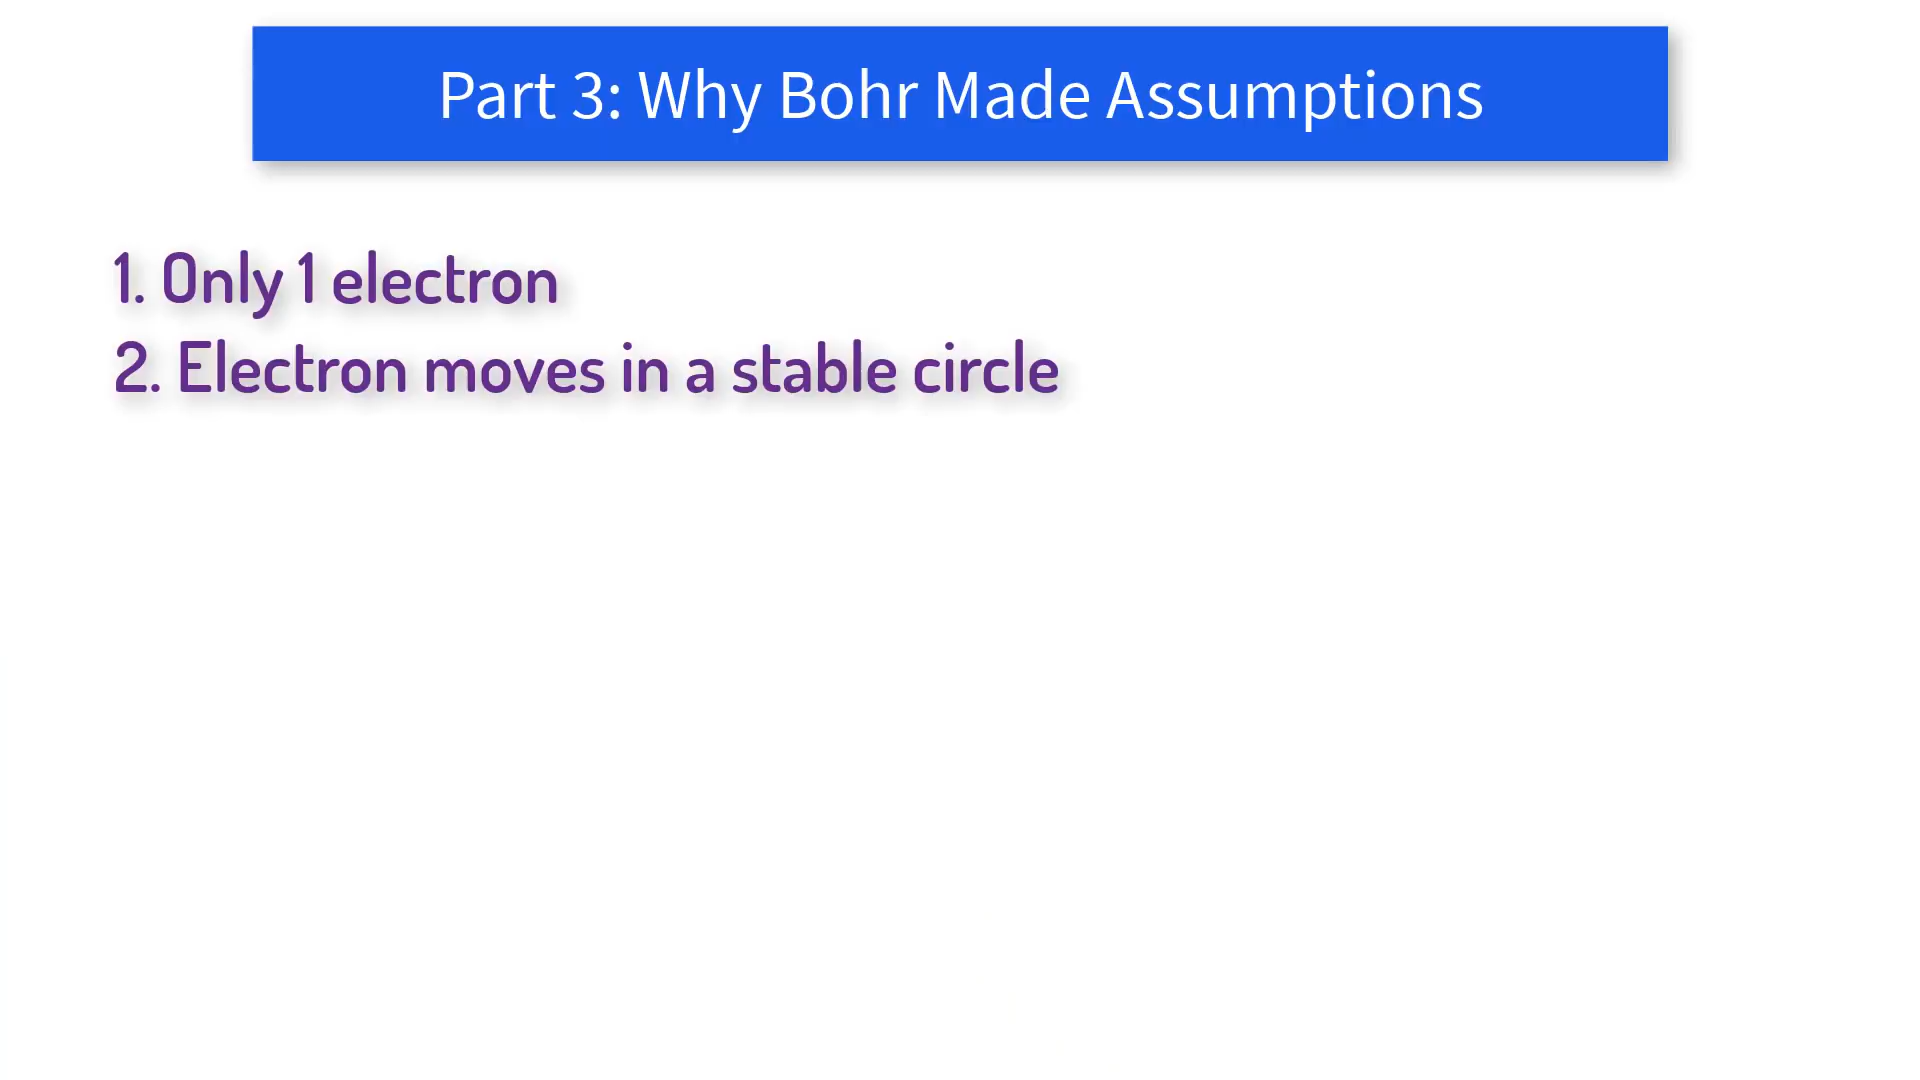 Part 3: Why Bohr Made Assumptions
1. Only 1 electron
2. Electron moves in a stable circle